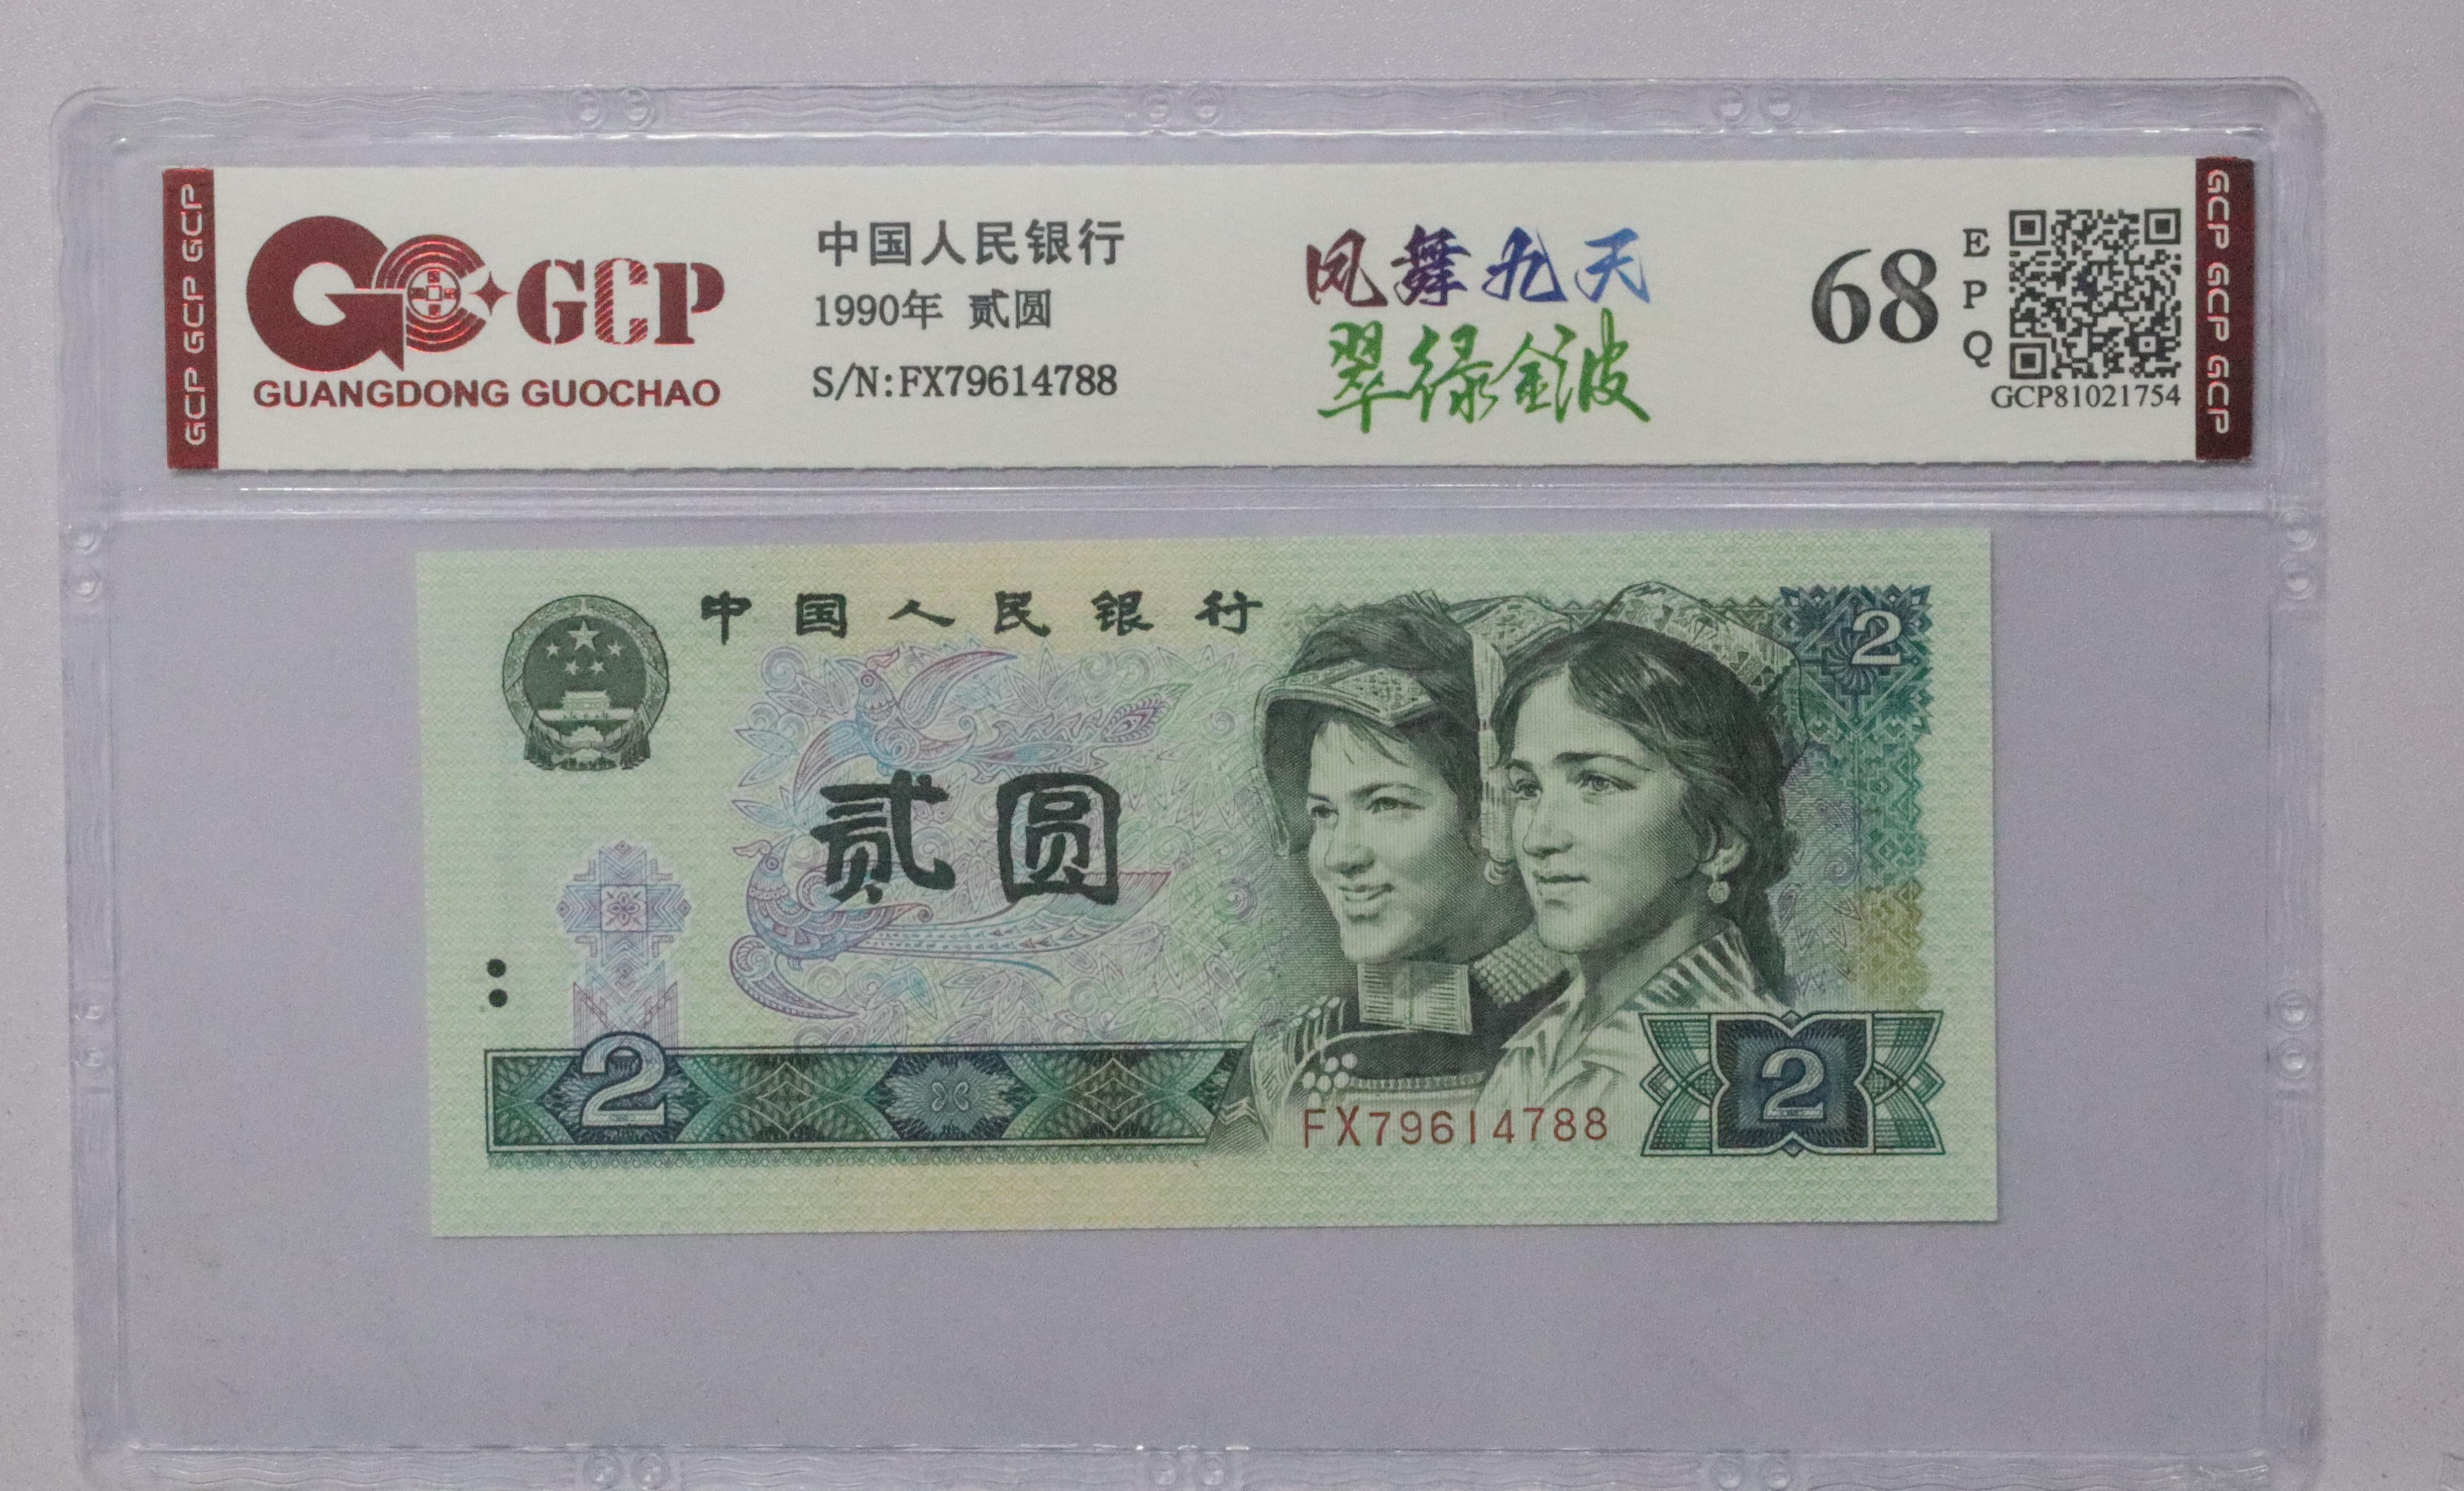 GCP GCP GCP
GCP
GUANGDONG GUOCHAO
中国人民银行
1990年 贰圆
S/N:FX79614788
凤舞九天
翠绿金波
68
EPQ
GCP81021754
GCP GCP GCP
中国人民银行
2
贰圆
2
FX79614788
2